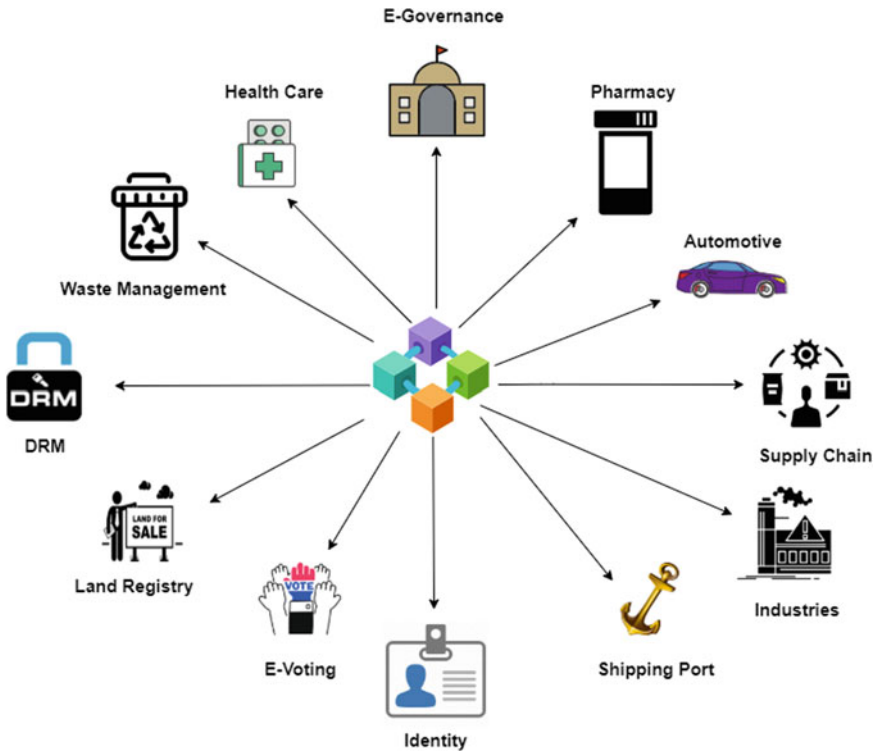 E-Governance
Health Care
Pharmacy
Automotive
Waste Management
DRM
DRM
Supply Chain
LAND FOR
SALE
Land Registry
VOTE
E-Voting
Industries
Shipping Port
Identity